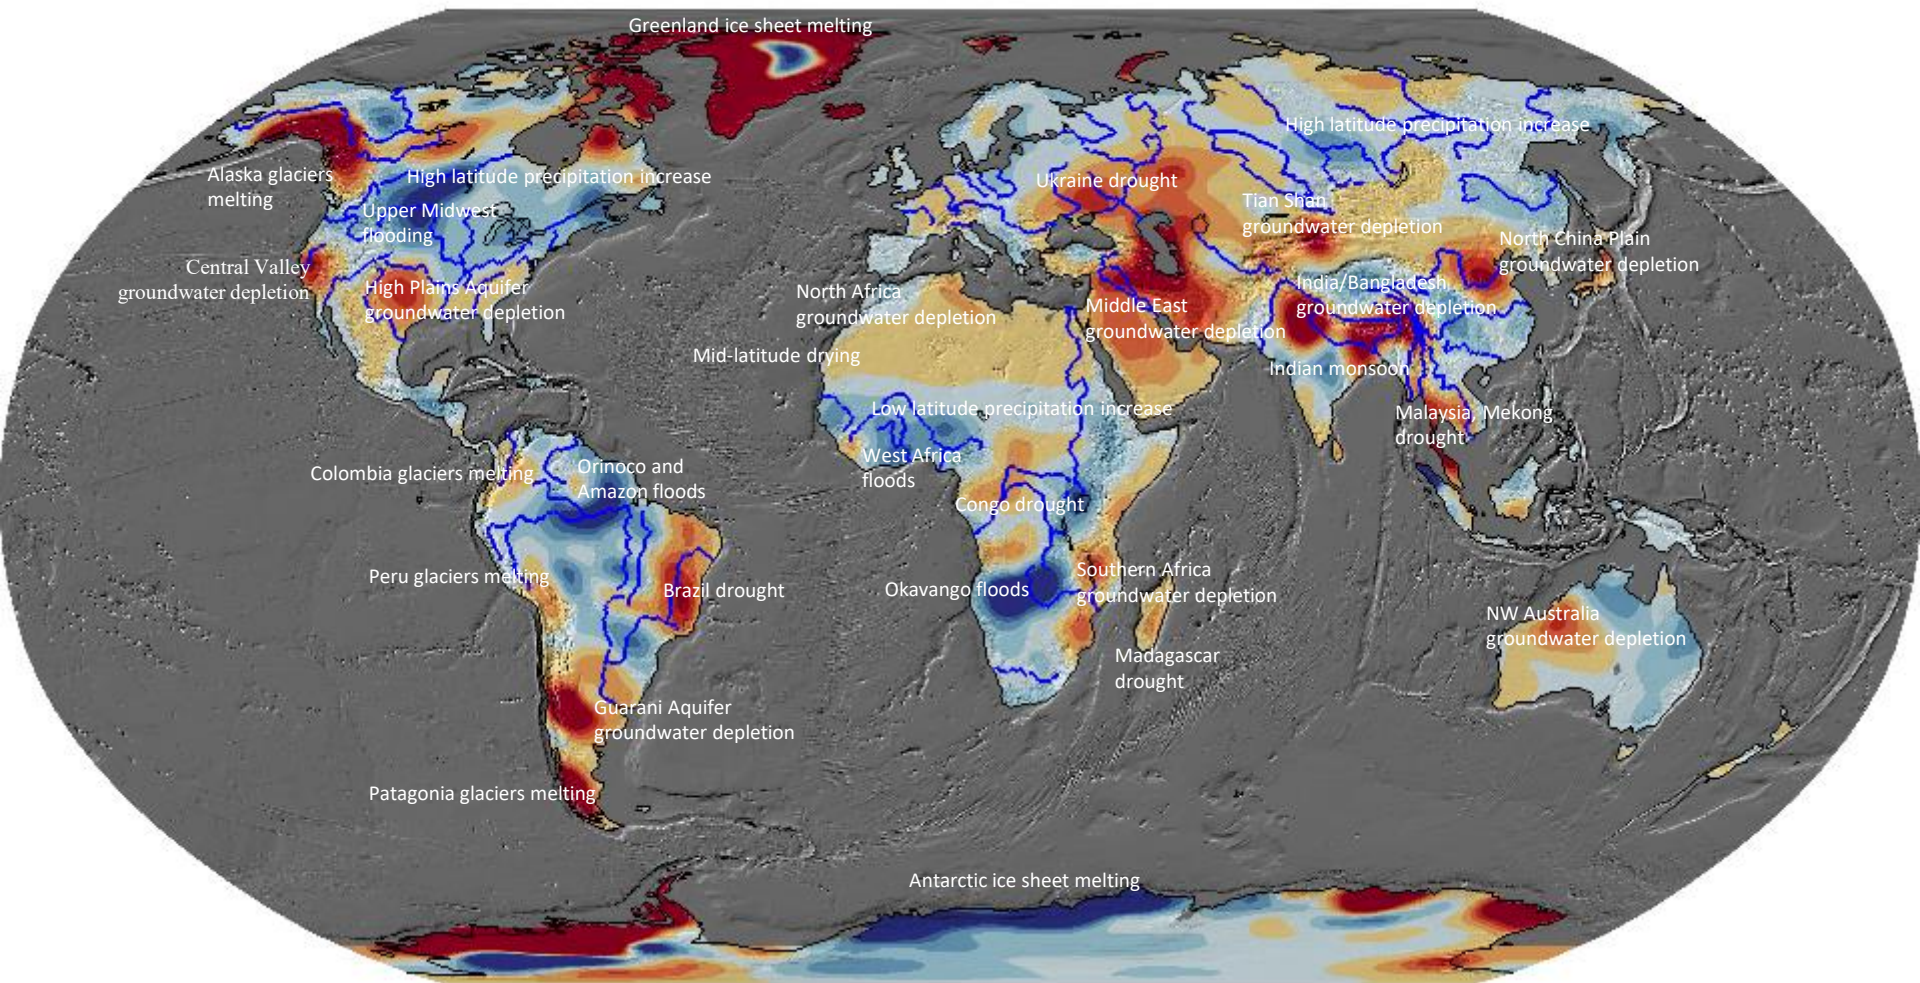 Greenland ice sheet melting
High latitude precipitation increase
Alaska glaciers
melting
High latitude precipitation increase
Ukraine drought
Upper Midwest
flooding
Tian Shan
groundwater depletion
North China Plain
groundwater depletion
Central Valley
groundwater depletion
High Plains Aquifer
groundwater depletion
North Africa
groundwater depletion
Middle East
groundwater depletion
India/Bangladesh
groundwater depletion
Mid-latitude drying
Indian monsoon
Low latitude precipitation increase
Malaysia, Mekong
drought
Colombia glaciers melting
Orinoco and
Amazon floods
West Africa
floods
Congo drought
Peru glaciers melting
Brazil drought
Okavango floods
Southern Africa
groundwater depletion
NW Australia
groundwater depletion
Madagascar
drought
Guarani Aquifer
groundwater depletion
Patagonia glaciers melting
Antarctic ice sheet melting